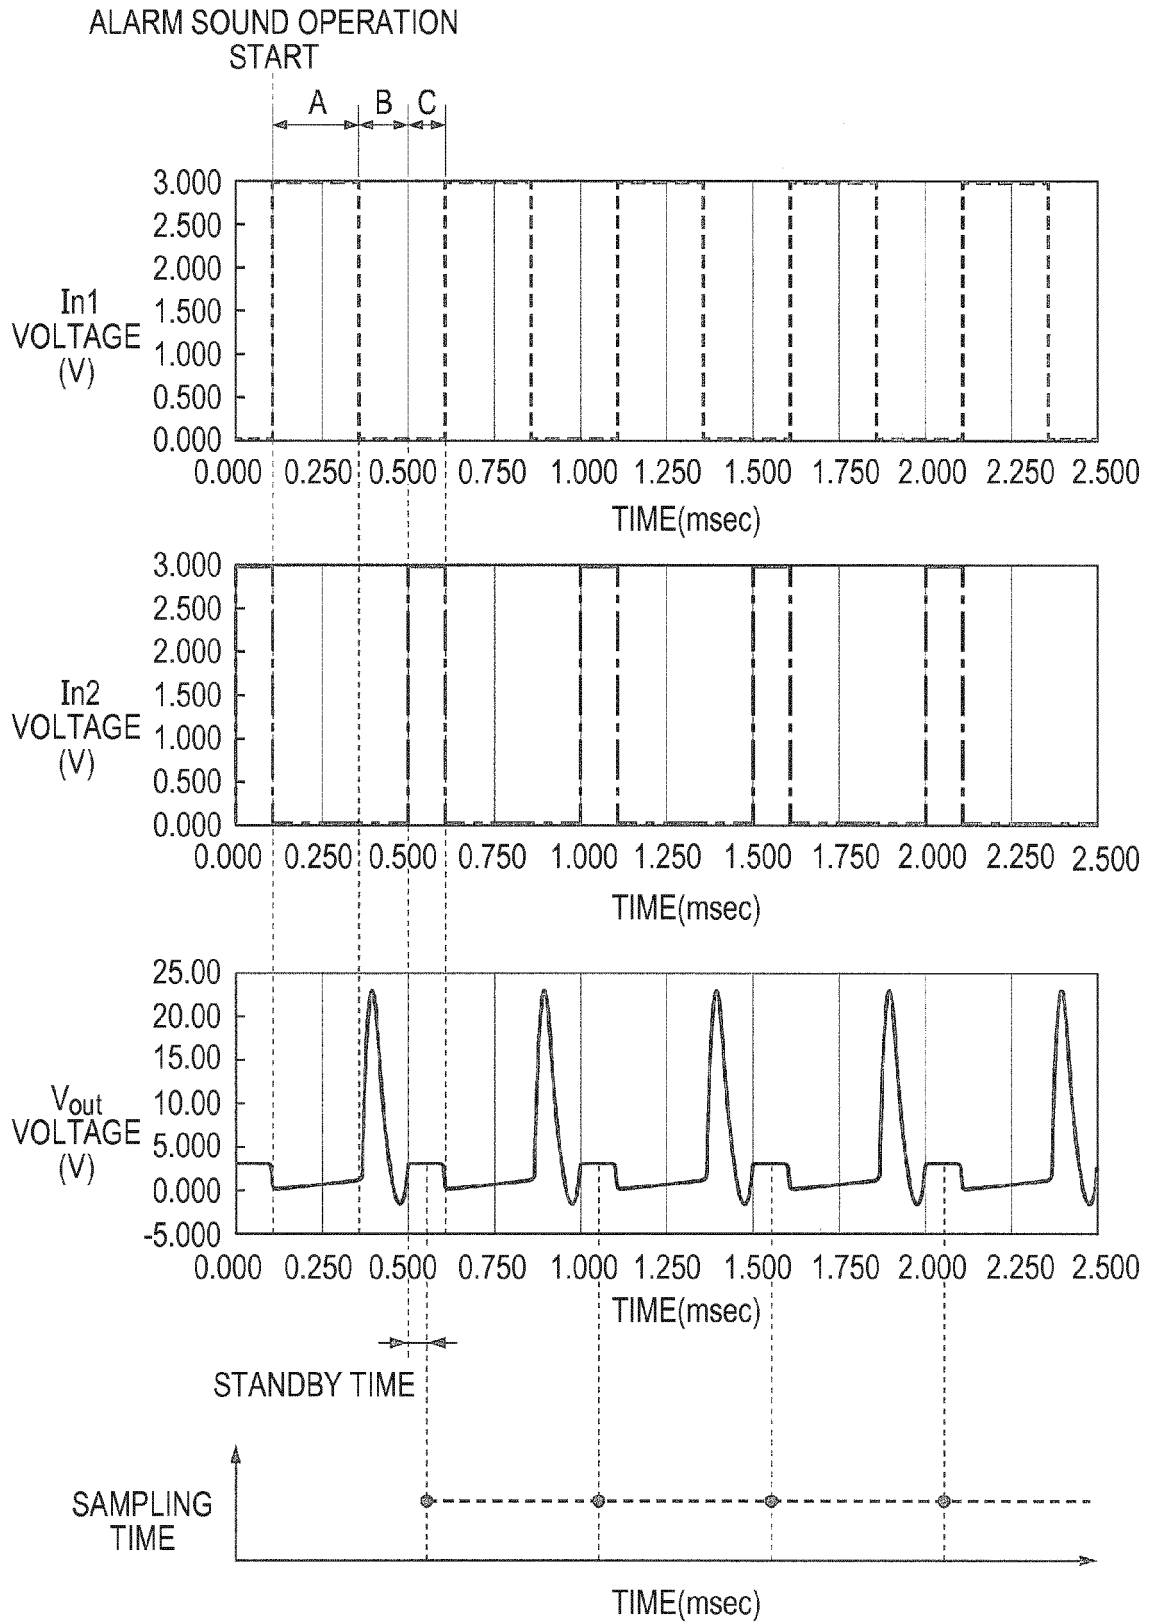 ALARM SOUND OPERATION
START
A B C
3.000
2.500
2.000
1.500
1.000
0.500
0.000
In1
VOLTAGE
(V)
0.000 0.250 0.500 0.750 1.000 1.250 1.500 1.750 2.000 2.250 2.500
TIME(msec)
3.000
2.500
2.000
1.500
1.000
0.500
0.000
In2
VOLTAGE
(V)
0.000 0.250 0.500 0.750 1.000 1.250 1.500 1.750 2.000 2.250 2.500
TIME(msec)
25.00
20.00
15.00
10.00
5.000
0.000
-5.000
Vout
VOLTAGE
(V)
0.000 0.250 0.500 0.750 1.000 1.250 1.500 1.750 2.000 2.250 2.500
TIME(msec)
STANDBY TIME
SAMPLING
TIME
TIME(msec)